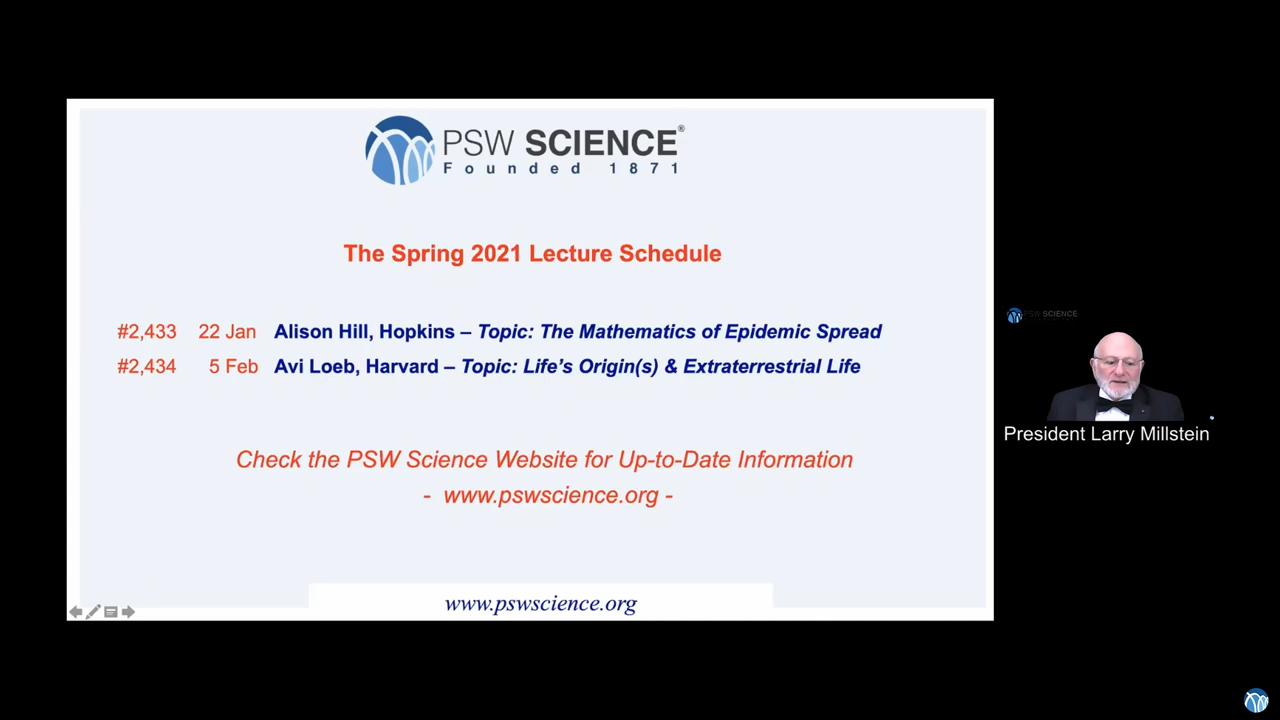 PSW SCIENCE®
Founded 1871
The Spring 2021 Lecture Schedule
#2,433 22 Jan Alison Hill, Hopkins – Topic: The Mathematics of Epidemic Spread
#2,434 5 Feb Avi Loeb, Harvard – Topic: Life’s Origin(s) & Extraterrestrial Life
Check the PSW Science Website for Up-to-Date Information
- www.pswscience.org -
www.pswscience.org
PSW SCIENCE
President Larry Millstein